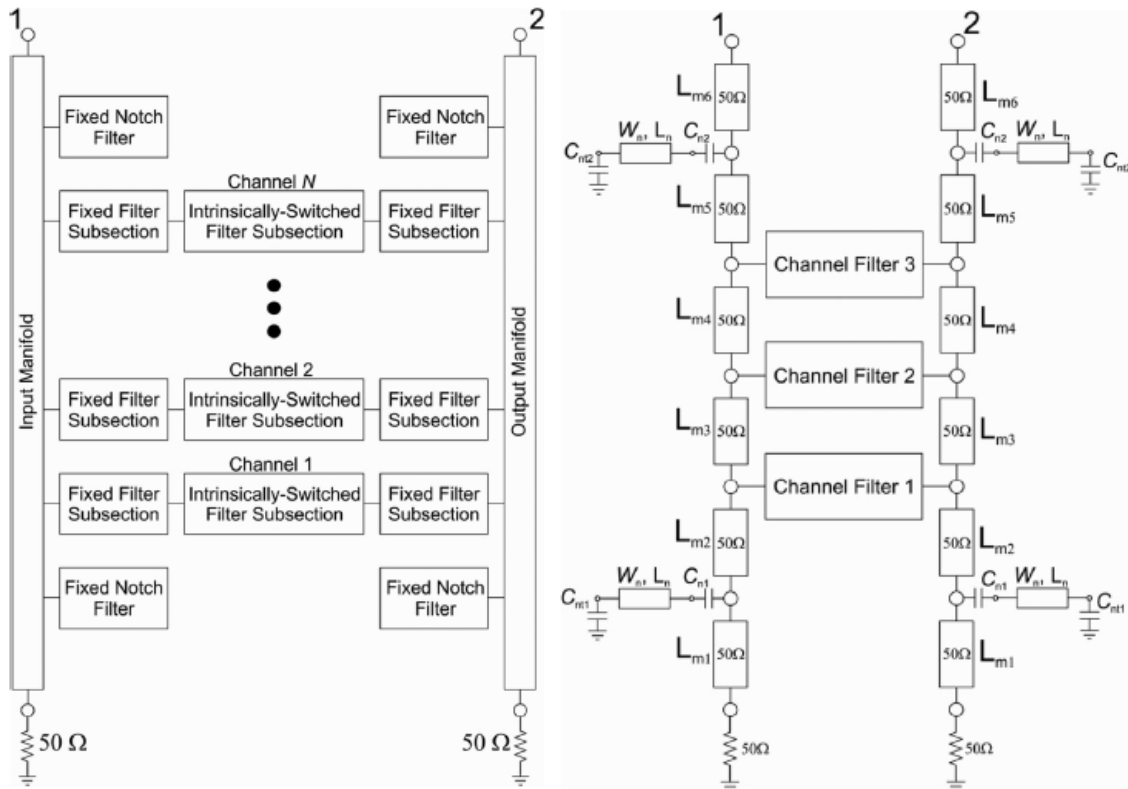 1
2
Fixed Notch
Filter
Fixed Notch
Filter
Channel N
Fixed Filter
Subsection
Intrinsically-Switched
Filter Subsection
Fixed Filter
Subsection
Input Manifold
Output Manifold
Channel 2
Fixed Filter
Subsection
Intrinsically-Switched
Filter Subsection
Fixed Filter
Subsection
Channel 1
Fixed Filter
Subsection
Intrinsically-Switched
Filter Subsection
Fixed Filter
Subsection
Fixed Notch
Filter
Fixed Notch
Filter
50 Ω
50 Ω
1
2
Lm6
50Ω
50Ω
Lm6
Cnt2
Wn, Ln
Cn2
Cn2
Wn, Ln
Cnt2
Lm5
50Ω
50Ω
Lm5
Channel Filter 3
Lm4
50Ω
50Ω
Lm4
Channel Filter 2
Lm3
50Ω
50Ω
Lm3
Channel Filter 1
Lm2
50Ω
50Ω
Lm2
Cnt1
Wn, Ln
Cn1
Cn1
Wn, Ln
Cnt1
Lm1
50Ω
50Ω
Lm1
50Ω
50Ω